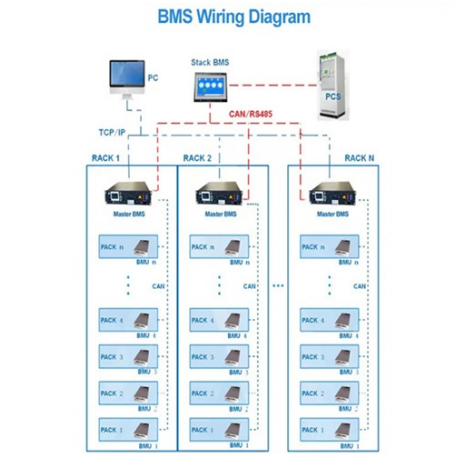 BMS Wiring Diagram
PC
Stack BMS
PCS
CAN/RS485
TCP/IP
RACK 1
RACK 2
RACK N
Master BMS
Master BMS
Master BMS
PACK n
BMU n
PACK n
BMU n
PACK n
BMU n
CAN
CAN
CAN
PACK 4
BMU 4
PACK 4
BMU 4
PACK 4
BMU 4
PACK 3
BMU 3
PACK 3
BMU 3
PACK 3
BMU 3
PACK 2
BMU 2
PACK 2
BMU 2
PACK 2
BMU 2
PACK 1
BMU 1
PACK 1
BMU 1
PACK 1
BMU 1